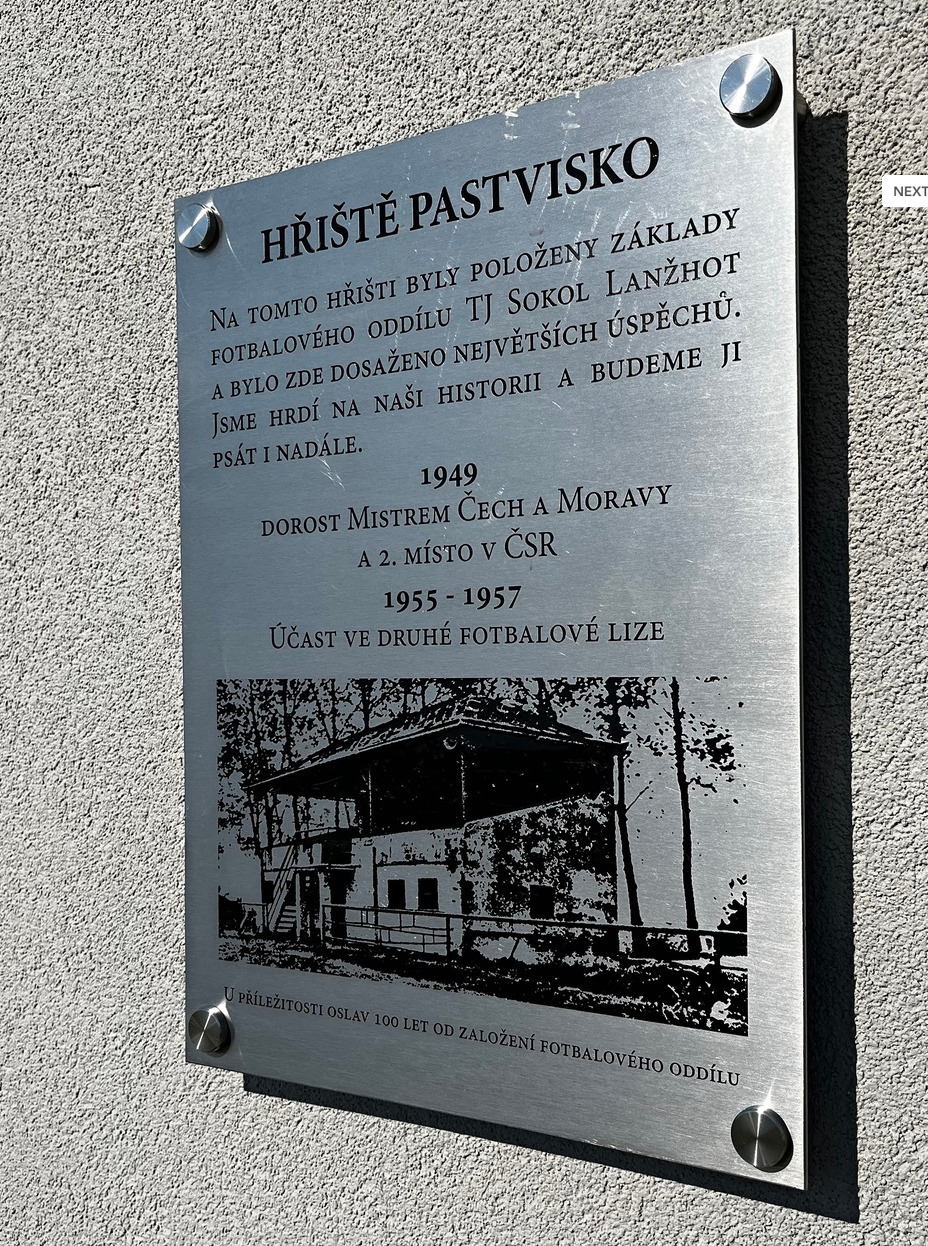 HŘIŠTĚ PASTVISKO
Na tomto hřišti byly položeny základy
fotbalového oddílu TJ Sokol Lanžhot
a bylo zde dosaženo největších úspěchů.
Jsme hrdí na naši historii a budeme ji
psát i nadále.
1949
dorost Mistrem Čech a Moravy
a 2. místo v ČSR
1955 - 1957
Účast ve druhé fotbalové lize
U příležitosti oslav 100 let od založení fotbalového oddílu
NEXT